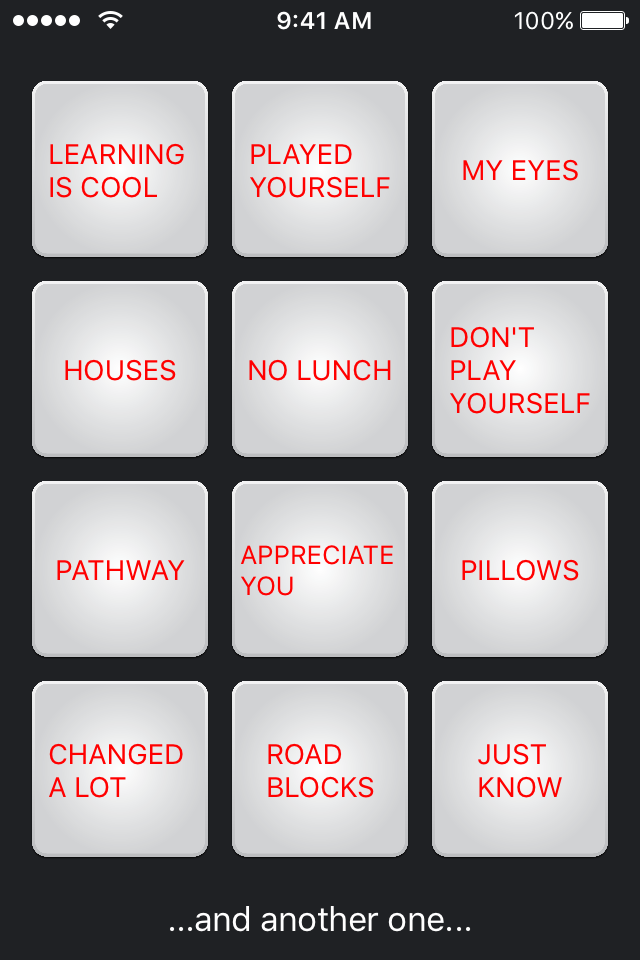 9:41 AM
100%
LEARNING
IS COOL
PLAYED
YOURSELF
MY EYES
HOUSES
NO LUNCH
DON'T
PLAY
YOURSELF
PATHWAY
APPRECIATE
YOU
PILLOWS
CHANGED
A LOT
ROAD
BLOCKS
JUST
KNOW
...and another one...